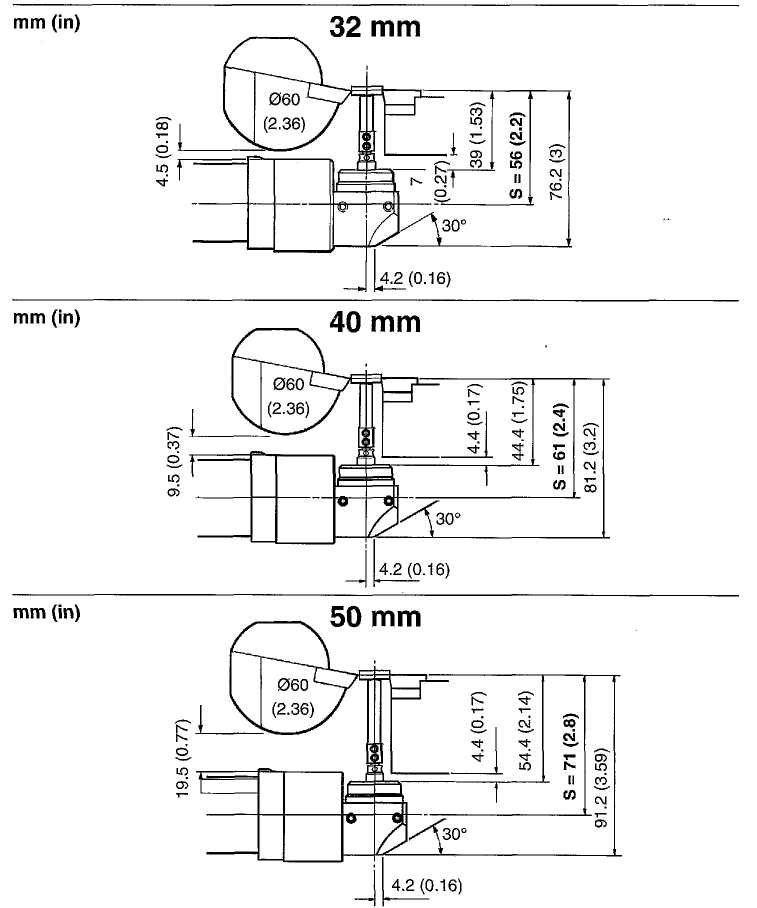 mm (in)
32 mm
Ø60
(2.36)
4.5 (0.18)
7
(0.27)
39 (1.53)
S = 56 (2.2)
76.2 (3)
30°
4.2 (0.16)
mm (in)
40 mm
Ø60
(2.36)
9.5 (0.37)
4.4 (0.17)
44.4 (1.75)
S = 61 (2.4)
81.2 (3.2)
30°
4.2 (0.16)
mm (in)
50 mm
Ø60
(2.36)
19.5 (0.77)
4.4 (0.17)
54.4 (2.14)
S = 71 (2.8)
91.2 (3.59)
30°
4.2 (0.16)